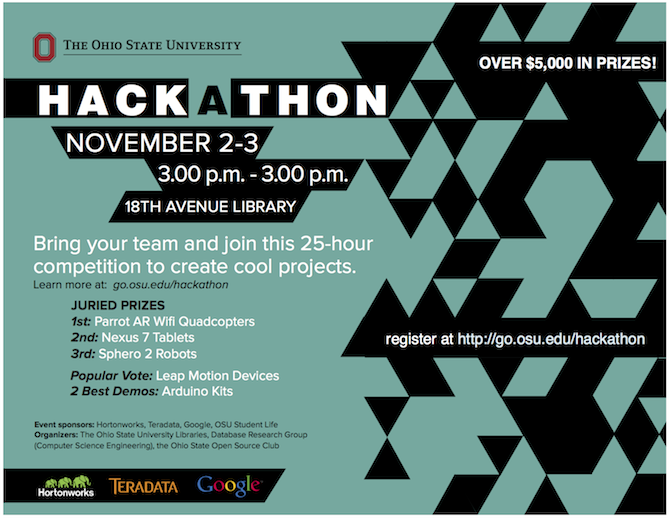 THE OHIO STATE UNIVERSITY
OVER $5,000 IN PRIZES!
HACK A THON
NOVEMBER 2-3
3.00 p.m. - 3.00 p.m.
18TH AVENUE LIBRARY
Bring your team and join this 25-hour
competition to create cool projects.
Learn more at: go.osu.edu/hackathon
JURIED PRIZES
1st: Parrot AR Wifi Quadcopters
2nd: Nexus 7 Tablets
3rd: Sphero 2 Robots
register at http://go.osu.edu/hackathon
Popular Vote: Leap Motion Devices
2 Best Demos: Arduino Kits
Event sponsors: Hortonworks, Teradata, Google, OSU Student Life
Organizers: The Ohio State University Libraries, Database Research Group
(Computer Science Engineering), the Ohio State Open Source Club
Hortonworks TERADATA Google